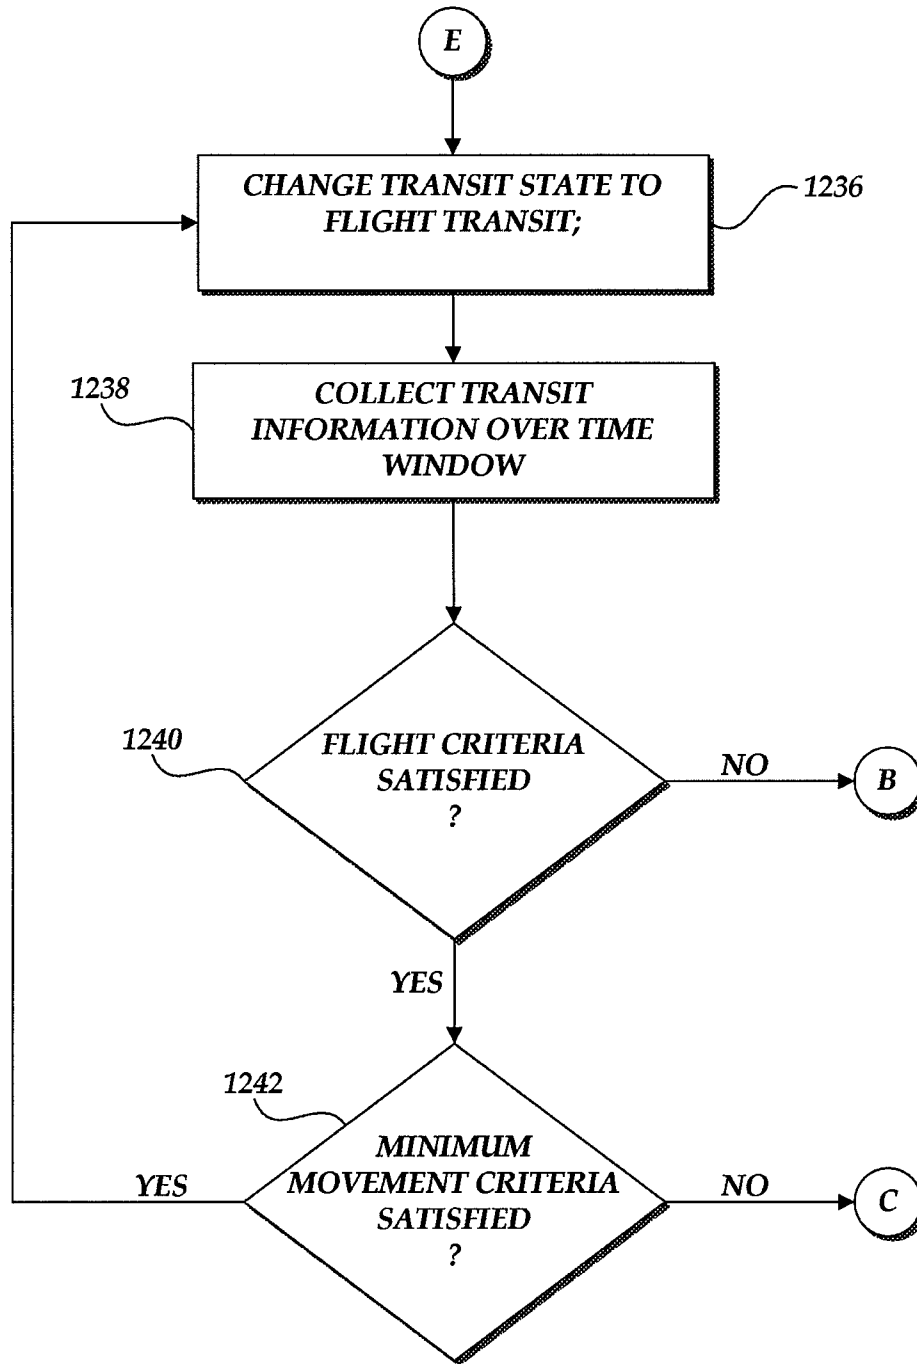 E
CHANGE TRANSIT STATE TO
FLIGHT TRANSIT;
1236
1238
COLLECT TRANSIT
INFORMATION OVER TIME
WINDOW
1240
FLIGHT CRITERIA
SATISFIED
?
NO
B
YES
1242
MINIMUM
MOVEMENT CRITERIA
SATISFIED
?
YES
NO
C